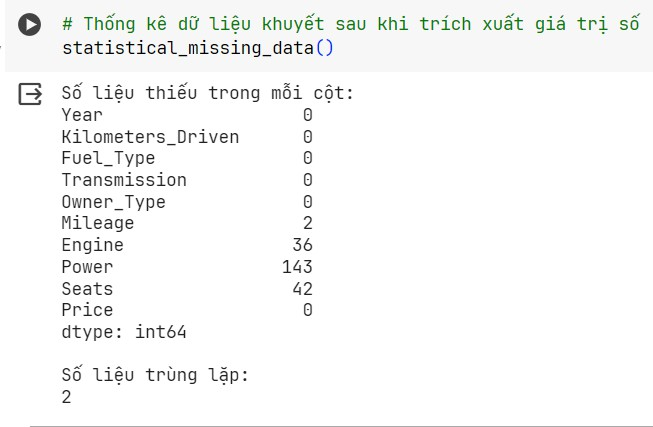 # Thống kê dữ liệu khuyết sau khi trích xuất giá trị số
statistical_missing_data()
Số liệu thiếu trong mỗi cột:
Year 0
Kilometers_Driven 0
Fuel_Type 0
Transmission 0
Owner_Type 0
Mileage 2
Engine 36
Power 143
Seats 42
Price 0
dtype: int64
Số liệu trùng lặp:
2